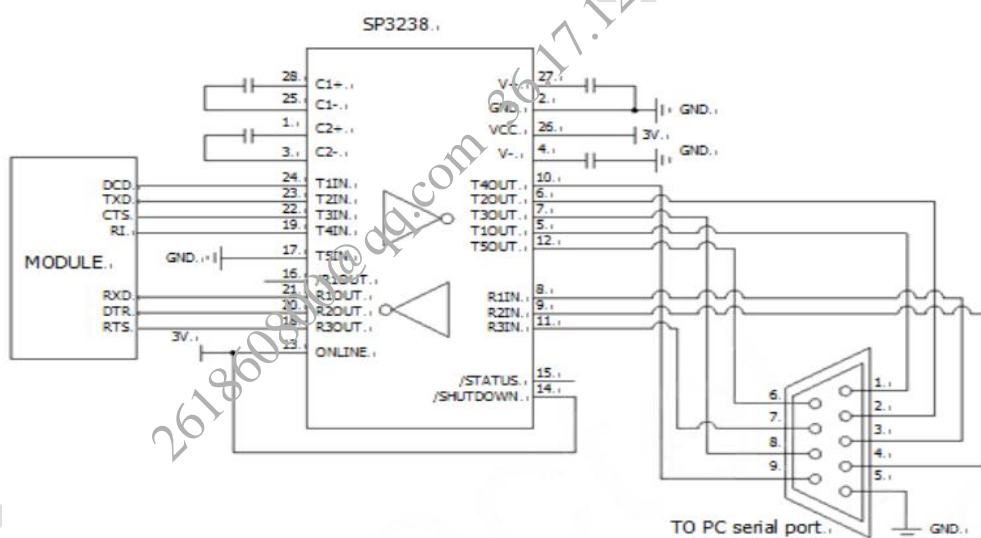 SP3238
28. C1+
25. C1-
1. C2+
3. C2-
24. T1IN
23. T2IN
22. T3IN
19. T4IN
17. T5IN
16. /R1OUT
21. R1OUT
20. R2OUT
18. R3OUT
23. ONLINE
V+ 27.
GND 2.
VCC 26.
V- 4.
T4OUT 10.
T2OUT 6.
T3OUT 7.
T1OUT 5.
T5OUT 12.
R1IN 8.
R2IN 9.
R3IN 11.
/STATUS 15.
/SHUTDOWN 14.
GND
3V
GND
DCD
TXD
CTS
RI
MODULE
RXD
DTR
RTS
GND
3V
6.
7.
8.
9.
1.
2.
3.
4.
5.
TO PC serial port
GND